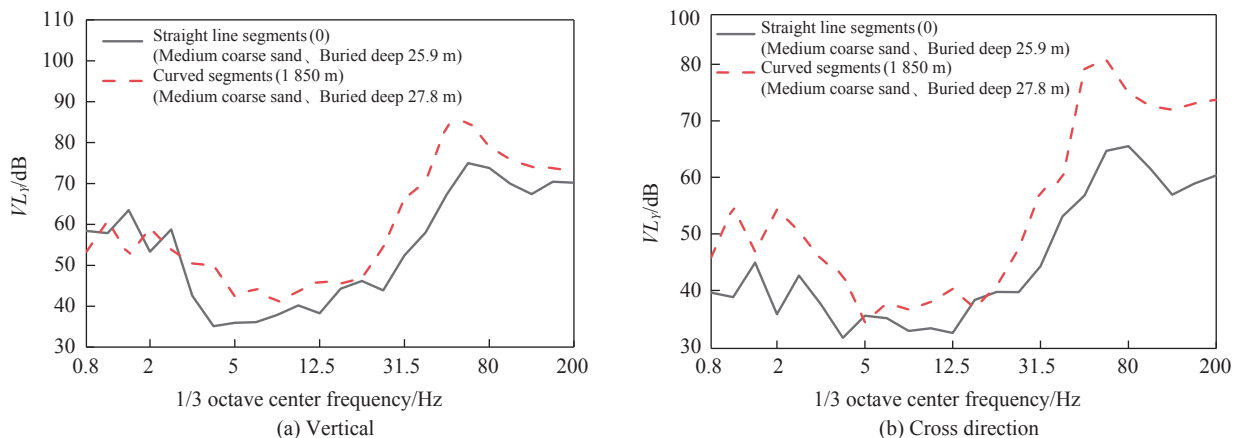 110
100
90
80
70
60
50
40
30
VLγ/dB
Straight line segments (0)
(Medium coarse sand、Buried deep 25.9 m)
Curved segments (1 850 m)
(Medium coarse sand、Buried deep 27.8 m)
0.8 2 5 12.5 31.5 80 200
1/3 octave center frequency/Hz
(a) Vertical
80
80
70
60
50
40
30
VLγ/dB
Straight line segments (0)
(Medium coarse sand、Buried deep 25.9 m)
Curved segments (1 850 m)
(Medium coarse sand、Buried deep 27.8 m)
0.8 2 5 12.5 31.5 80 200
1/3 octave center frequency/Hz
(b) Cross direction